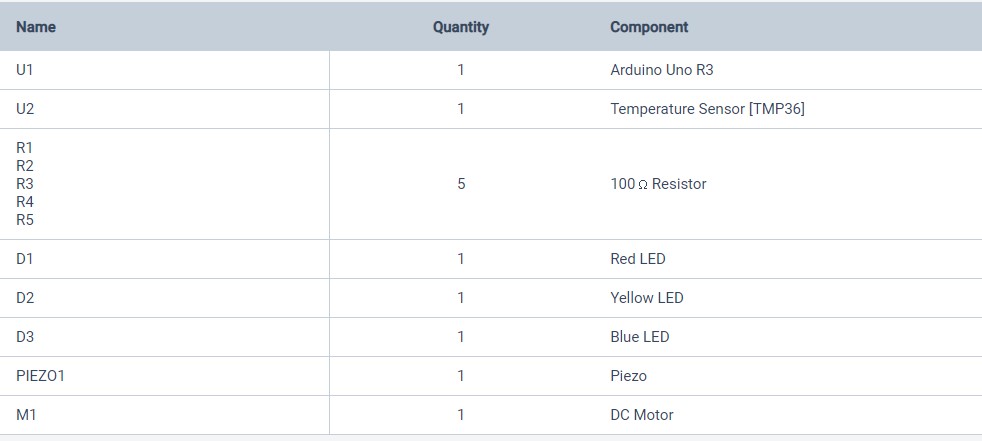 Name Quantity Component
U1 1 Arduino Uno R3
U2 1 Temperature Sensor [TMP36]
R1
R2
R3 5 100 Ω Resistor
R4
R5
D1 1 Red LED
D2 1 Yellow LED
D3 1 Blue LED
PIEZO1 1 Piezo
M1 1 DC Motor